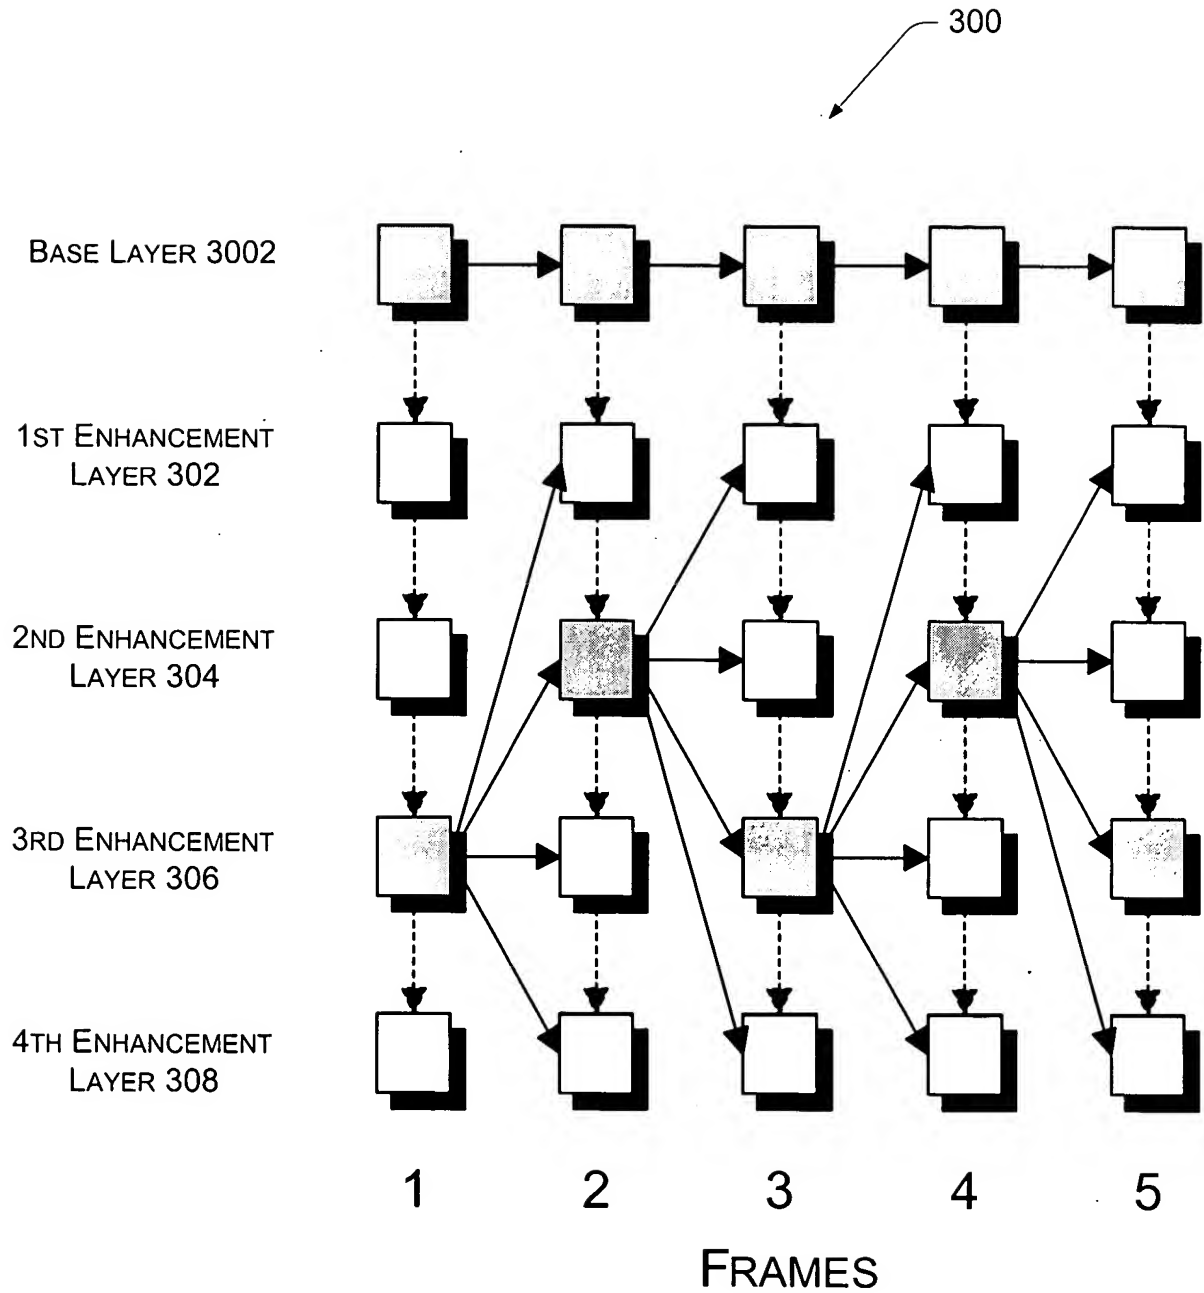 300
BASE LAYER 3002
1ST ENHANCEMENT
LAYER 302
2ND ENHANCEMENT
LAYER 304
3RD ENHANCEMENT
LAYER 306
4TH ENHANCEMENT
LAYER 308
1 2 3 4 5
FRAMES